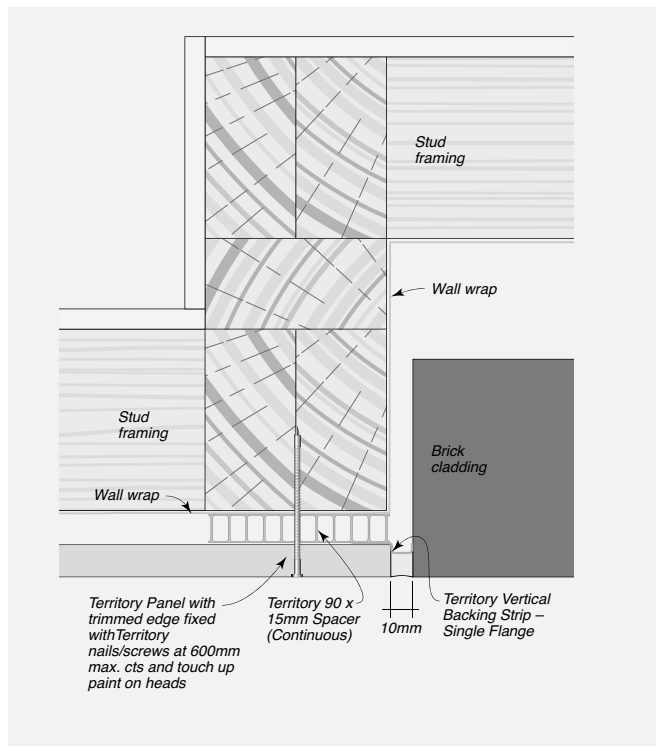 Stud
framing
Wall wrap
Stud
framing
Brick
cladding
Wall wrap
Territory Panel with
trimmed edge fixed
withTerritory
nails/screws at 600mm
max. cts and touch up
paint on heads
Territory 90 x
15mm Spacer
(Continuous)
10mm
Territory Vertical
Backing Strip –
Single Flange